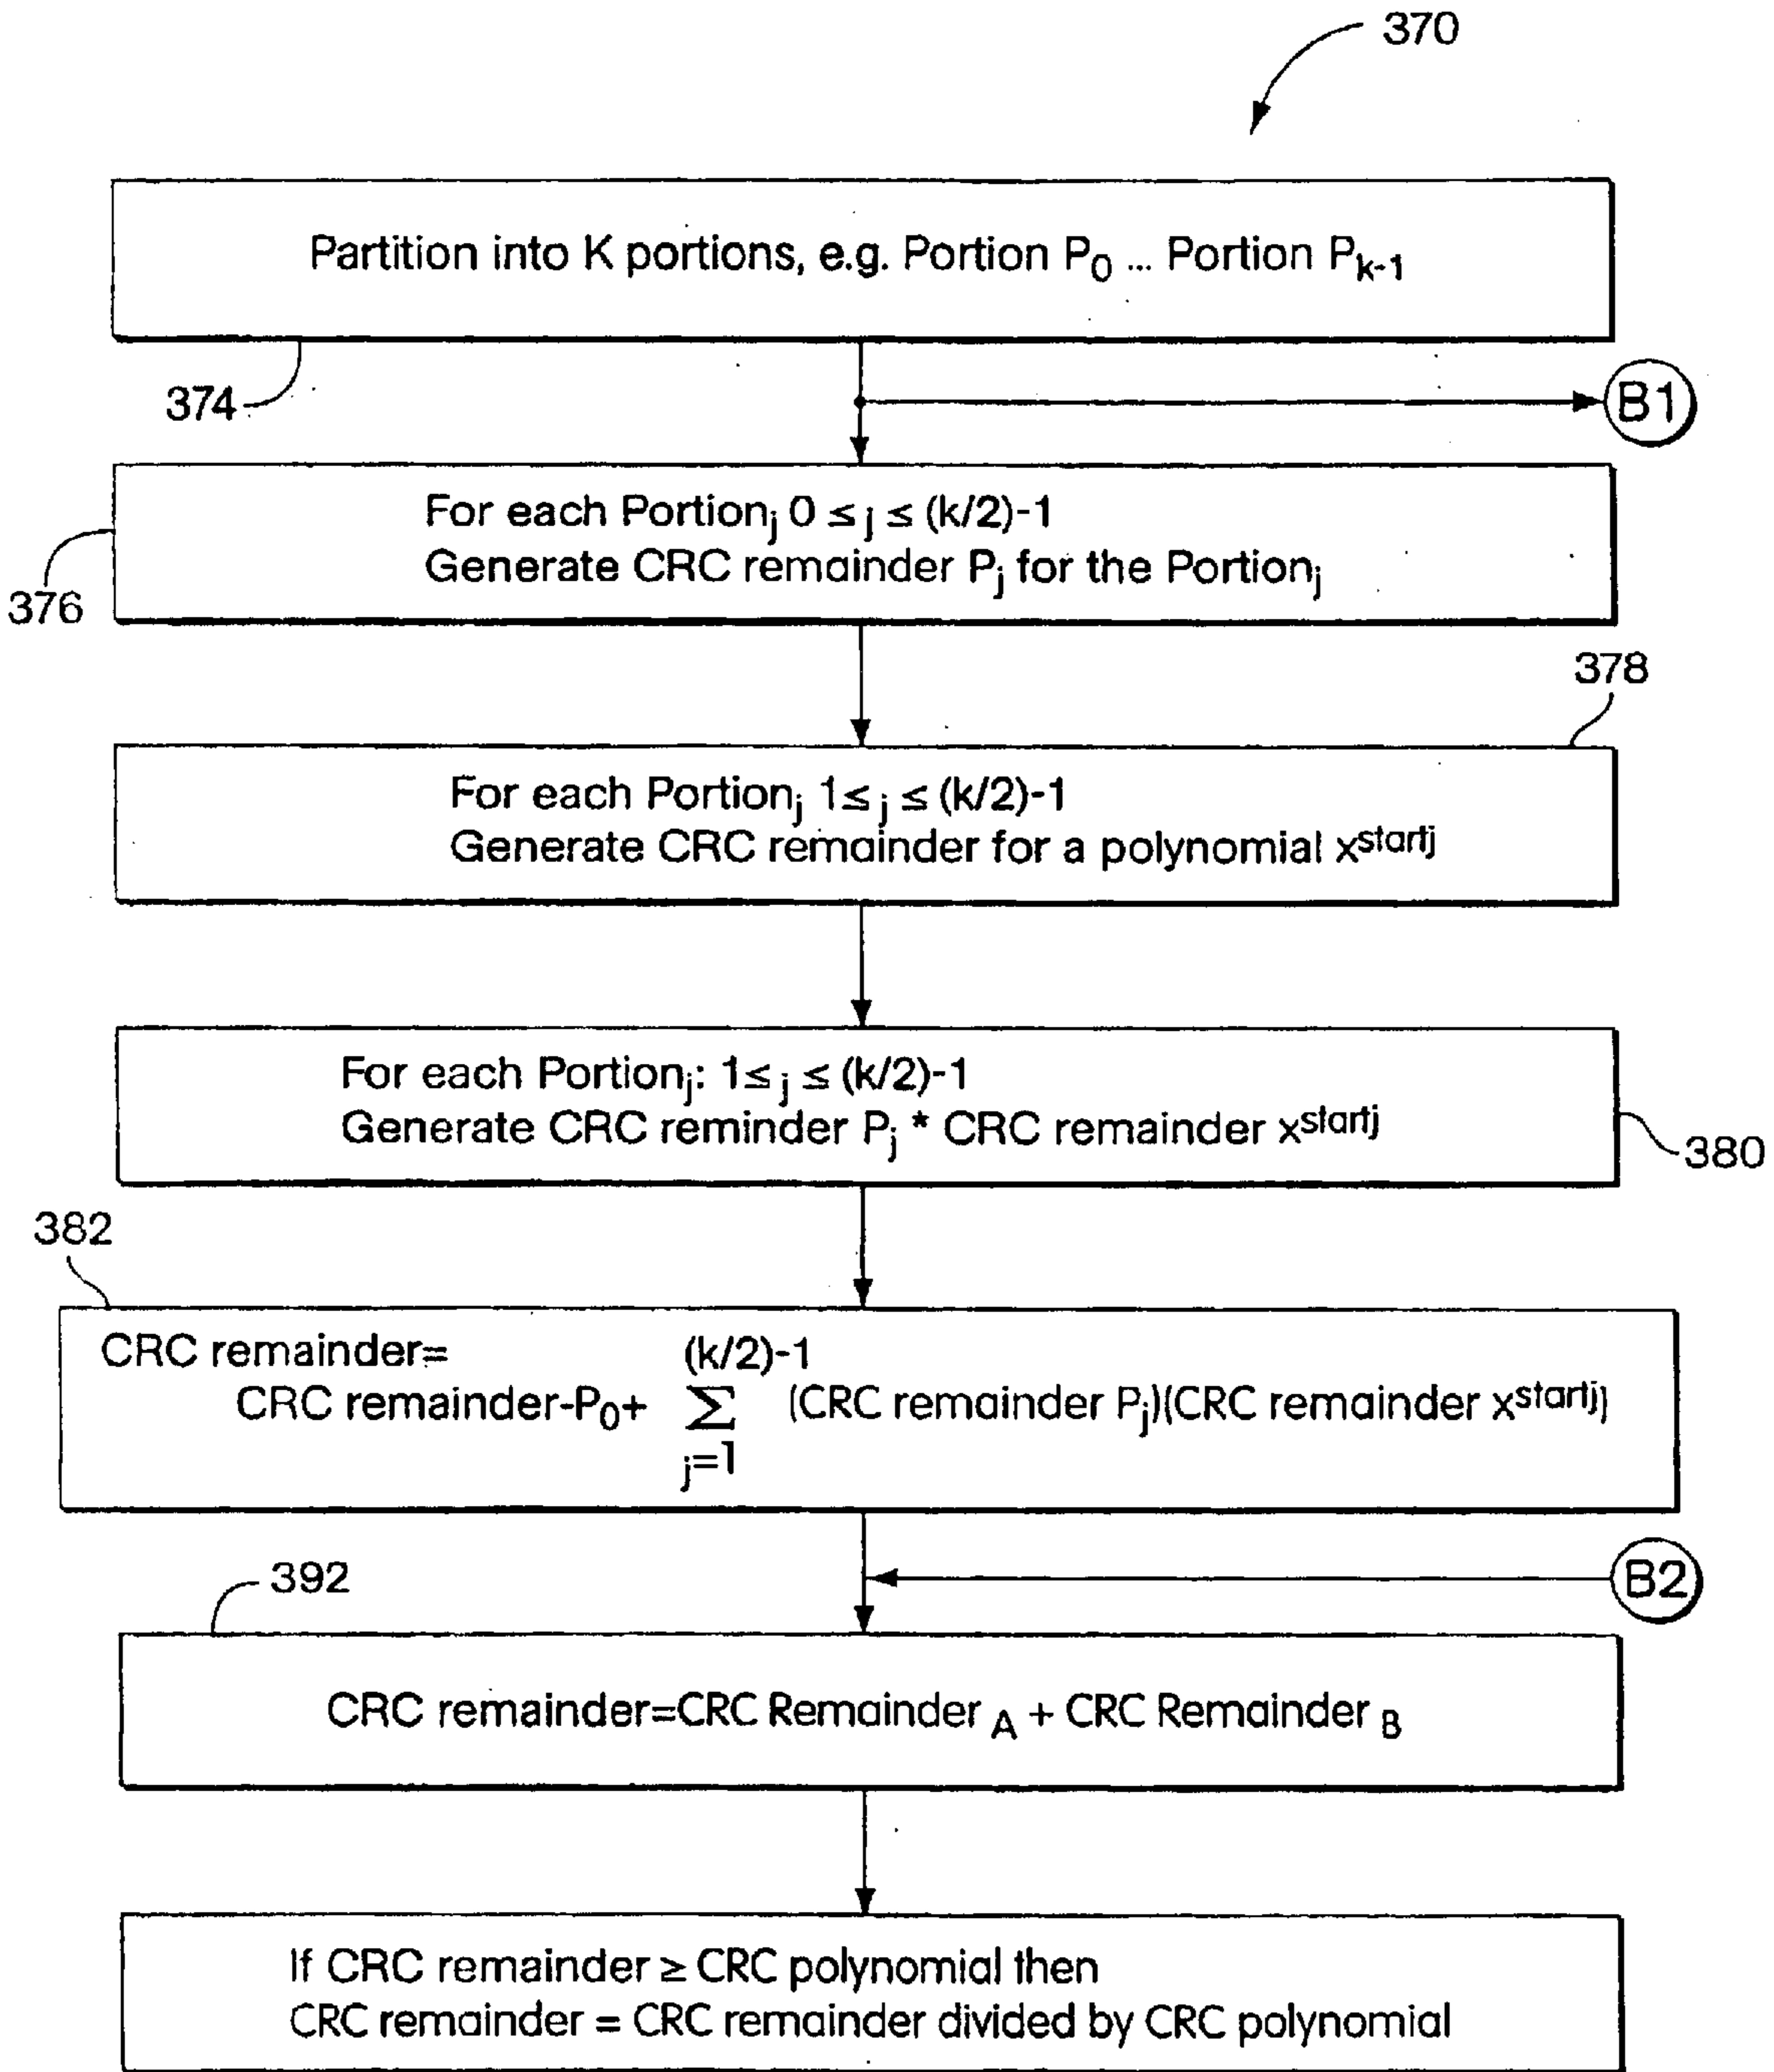 370
Partition into K portions, e.g. Portion P0 ... Portion Pk-1
374
B1
For each Portionj 0 ≤ j ≤ (k/2)-1
Generate CRC remainder Pj for the Portionj
376
378
For each Portionj 1≤ j ≤ (k/2)-1
Generate CRC remainder for a polynomial x^startj
For each Portionj: 1≤ j ≤ (k/2)-1
Generate CRC reminder Pj * CRC remainder x^startj
380
382
CRC remainder=
(k/2)-1
CRC remainder-P0+ Σ (CRC remainder Pj)(CRC remainder x^startj)
j=1
392
B2
CRC remainder=CRC Remainder A + CRC Remainder B
If CRC remainder ≥ CRC polynomial then
CRC remainder = CRC remainder divided by CRC polynomial